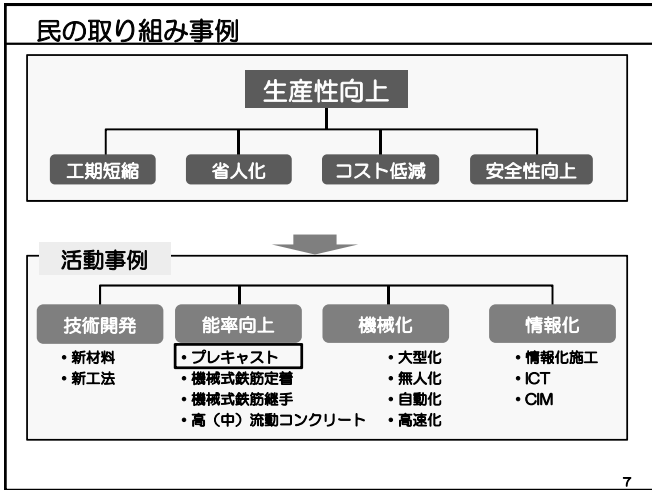 民の取り組み事例
生産性向上
工期短縮 省人化 コスト低減 安全性向上
活動事例
技術開発 能率向上 機械化 情報化
・新材料 ・プレキャスト ・大型化 ・情報化施工
・新工法 ・機械式鉄筋定着 ・無人化 ・ICT
・機械式鉄筋継手 ・自動化 ・CIM
・高（中）流動コンクリート ・高速化
7